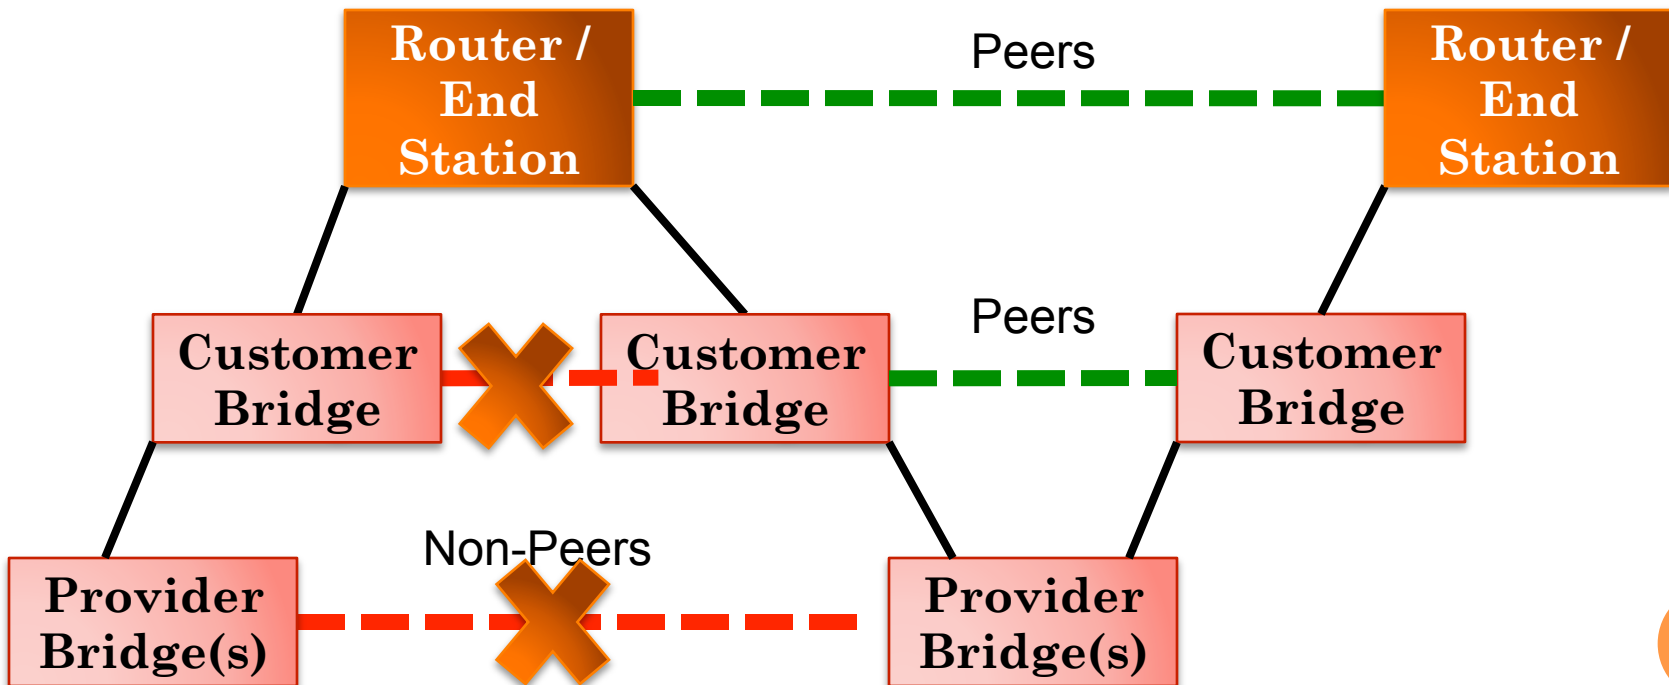 Router /
End
Station
Peers
Router /
End
Station
Customer
Bridge
Customer
Bridge
Peers
Customer
Bridge
Non-Peers
Provider
Bridge(s)
Provider
Bridge(s)